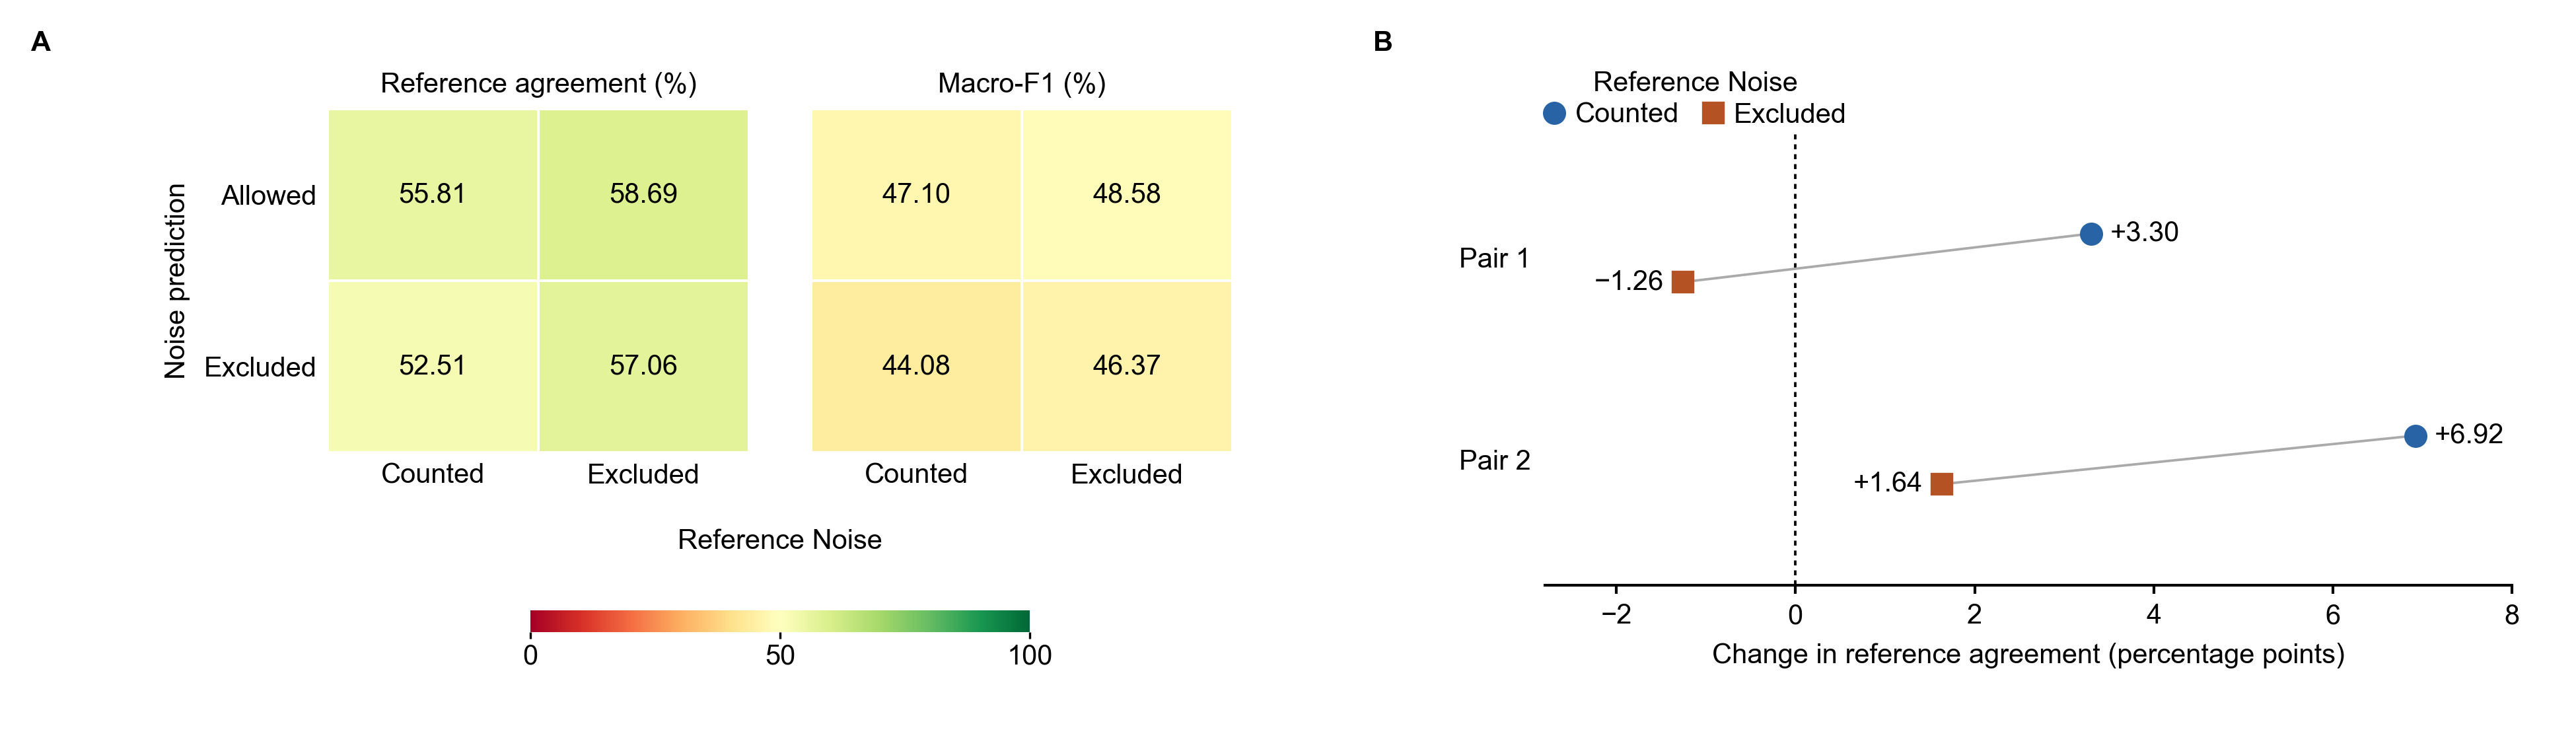 A
Reference agreement (%)
Macro-F1 (%)
Noise prediction
Allowed
55.81
58.69
47.10
48.58
Excluded
52.51
57.06
44.08
46.37
Counted
Excluded
Counted
Excluded
Reference Noise
0
50
100
B
Reference Noise
Counted
Excluded
Pair 1
+3.30
−1.26
Pair 2
+6.92
+1.64
−2
0
2
4
6
8
Change in reference agreement (percentage points)